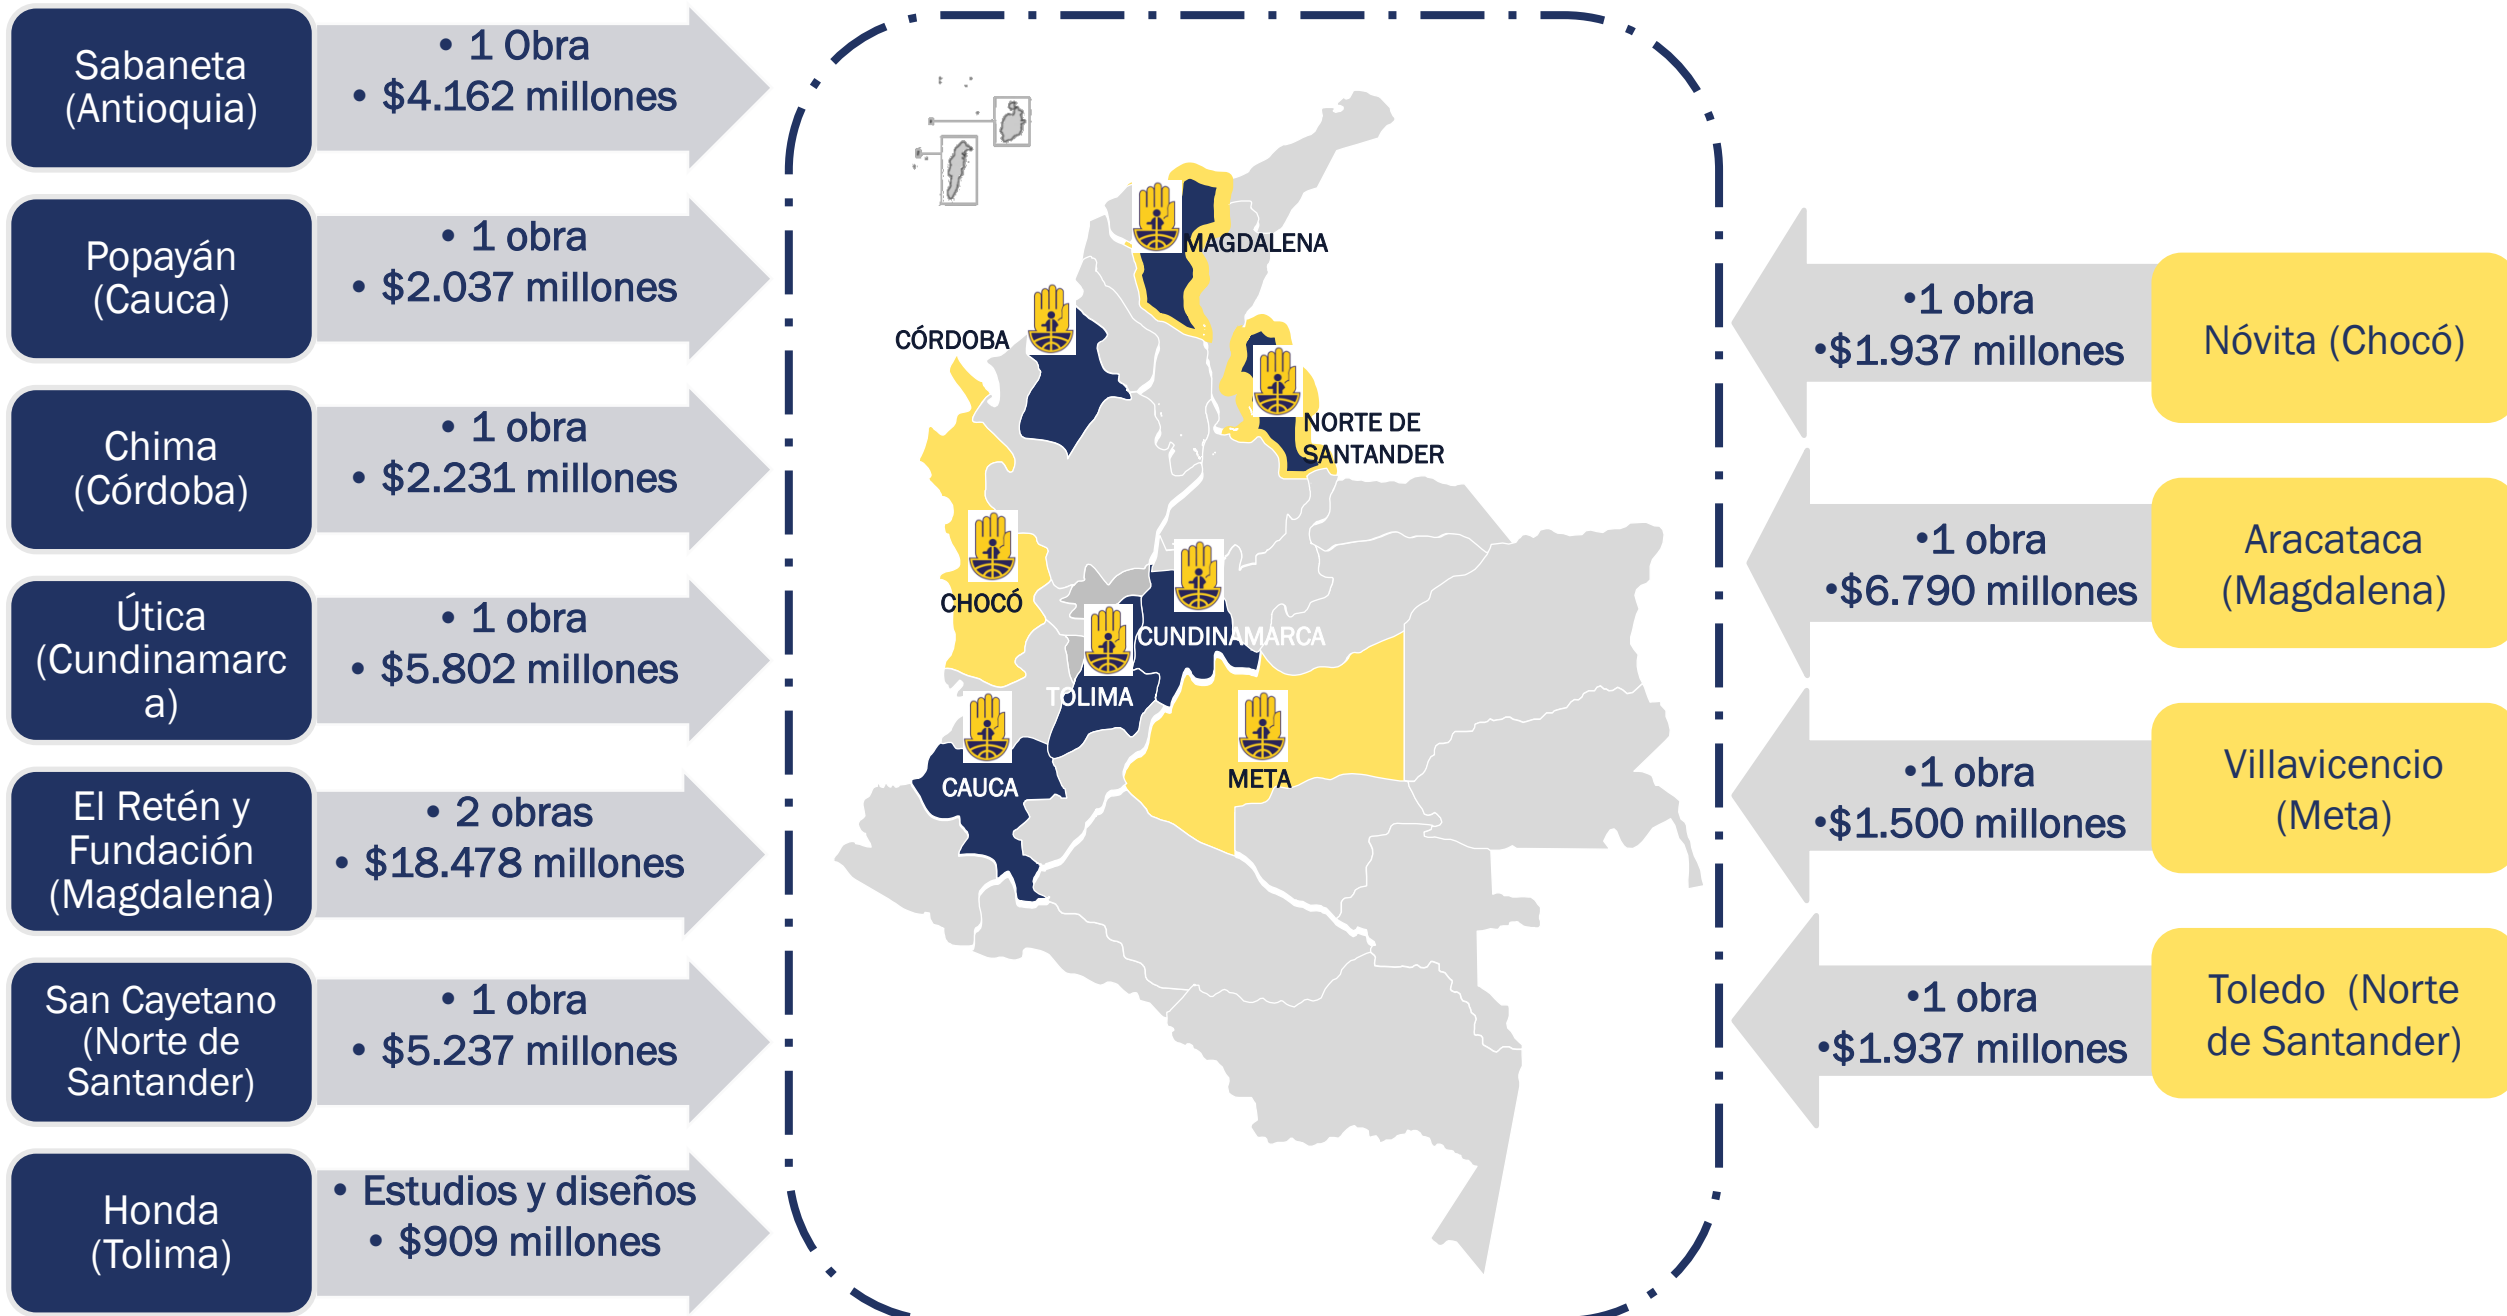 Sabaneta
(Antioquia)
• 1 Obra
• $4.162 millones
Popayán
(Cauca)
• 1 obra
• $2.037 millones
Chima
(Córdoba)
• 1 obra
• $2.231 millones
Útica
(Cundinamarc
a)
• 1 obra
• $5.802 millones
El Retén y
Fundación
(Magdalena)
• 2 obras
• $18.478 millones
San Cayetano
(Norte de
Santander)
• 1 obra
• $5.237 millones
Honda
(Tolima)
• Estudios y diseños
• $909 millones
MAGDALENA
CÓRDOBA
NORTE DE
SANTANDER
CHOCÓ
CUNDINAMARCA
TOLIMA
META
CAUCA
•1 obra
•$1.937 millones
Nóvita (Chocó)
•1 obra
•$6.790 millones
Aracataca
(Magdalena)
•1 obra
•$1.500 millones
Villavicencio
(Meta)
•1 obra
•$1.937 millones
Toledo (Norte
de Santander)